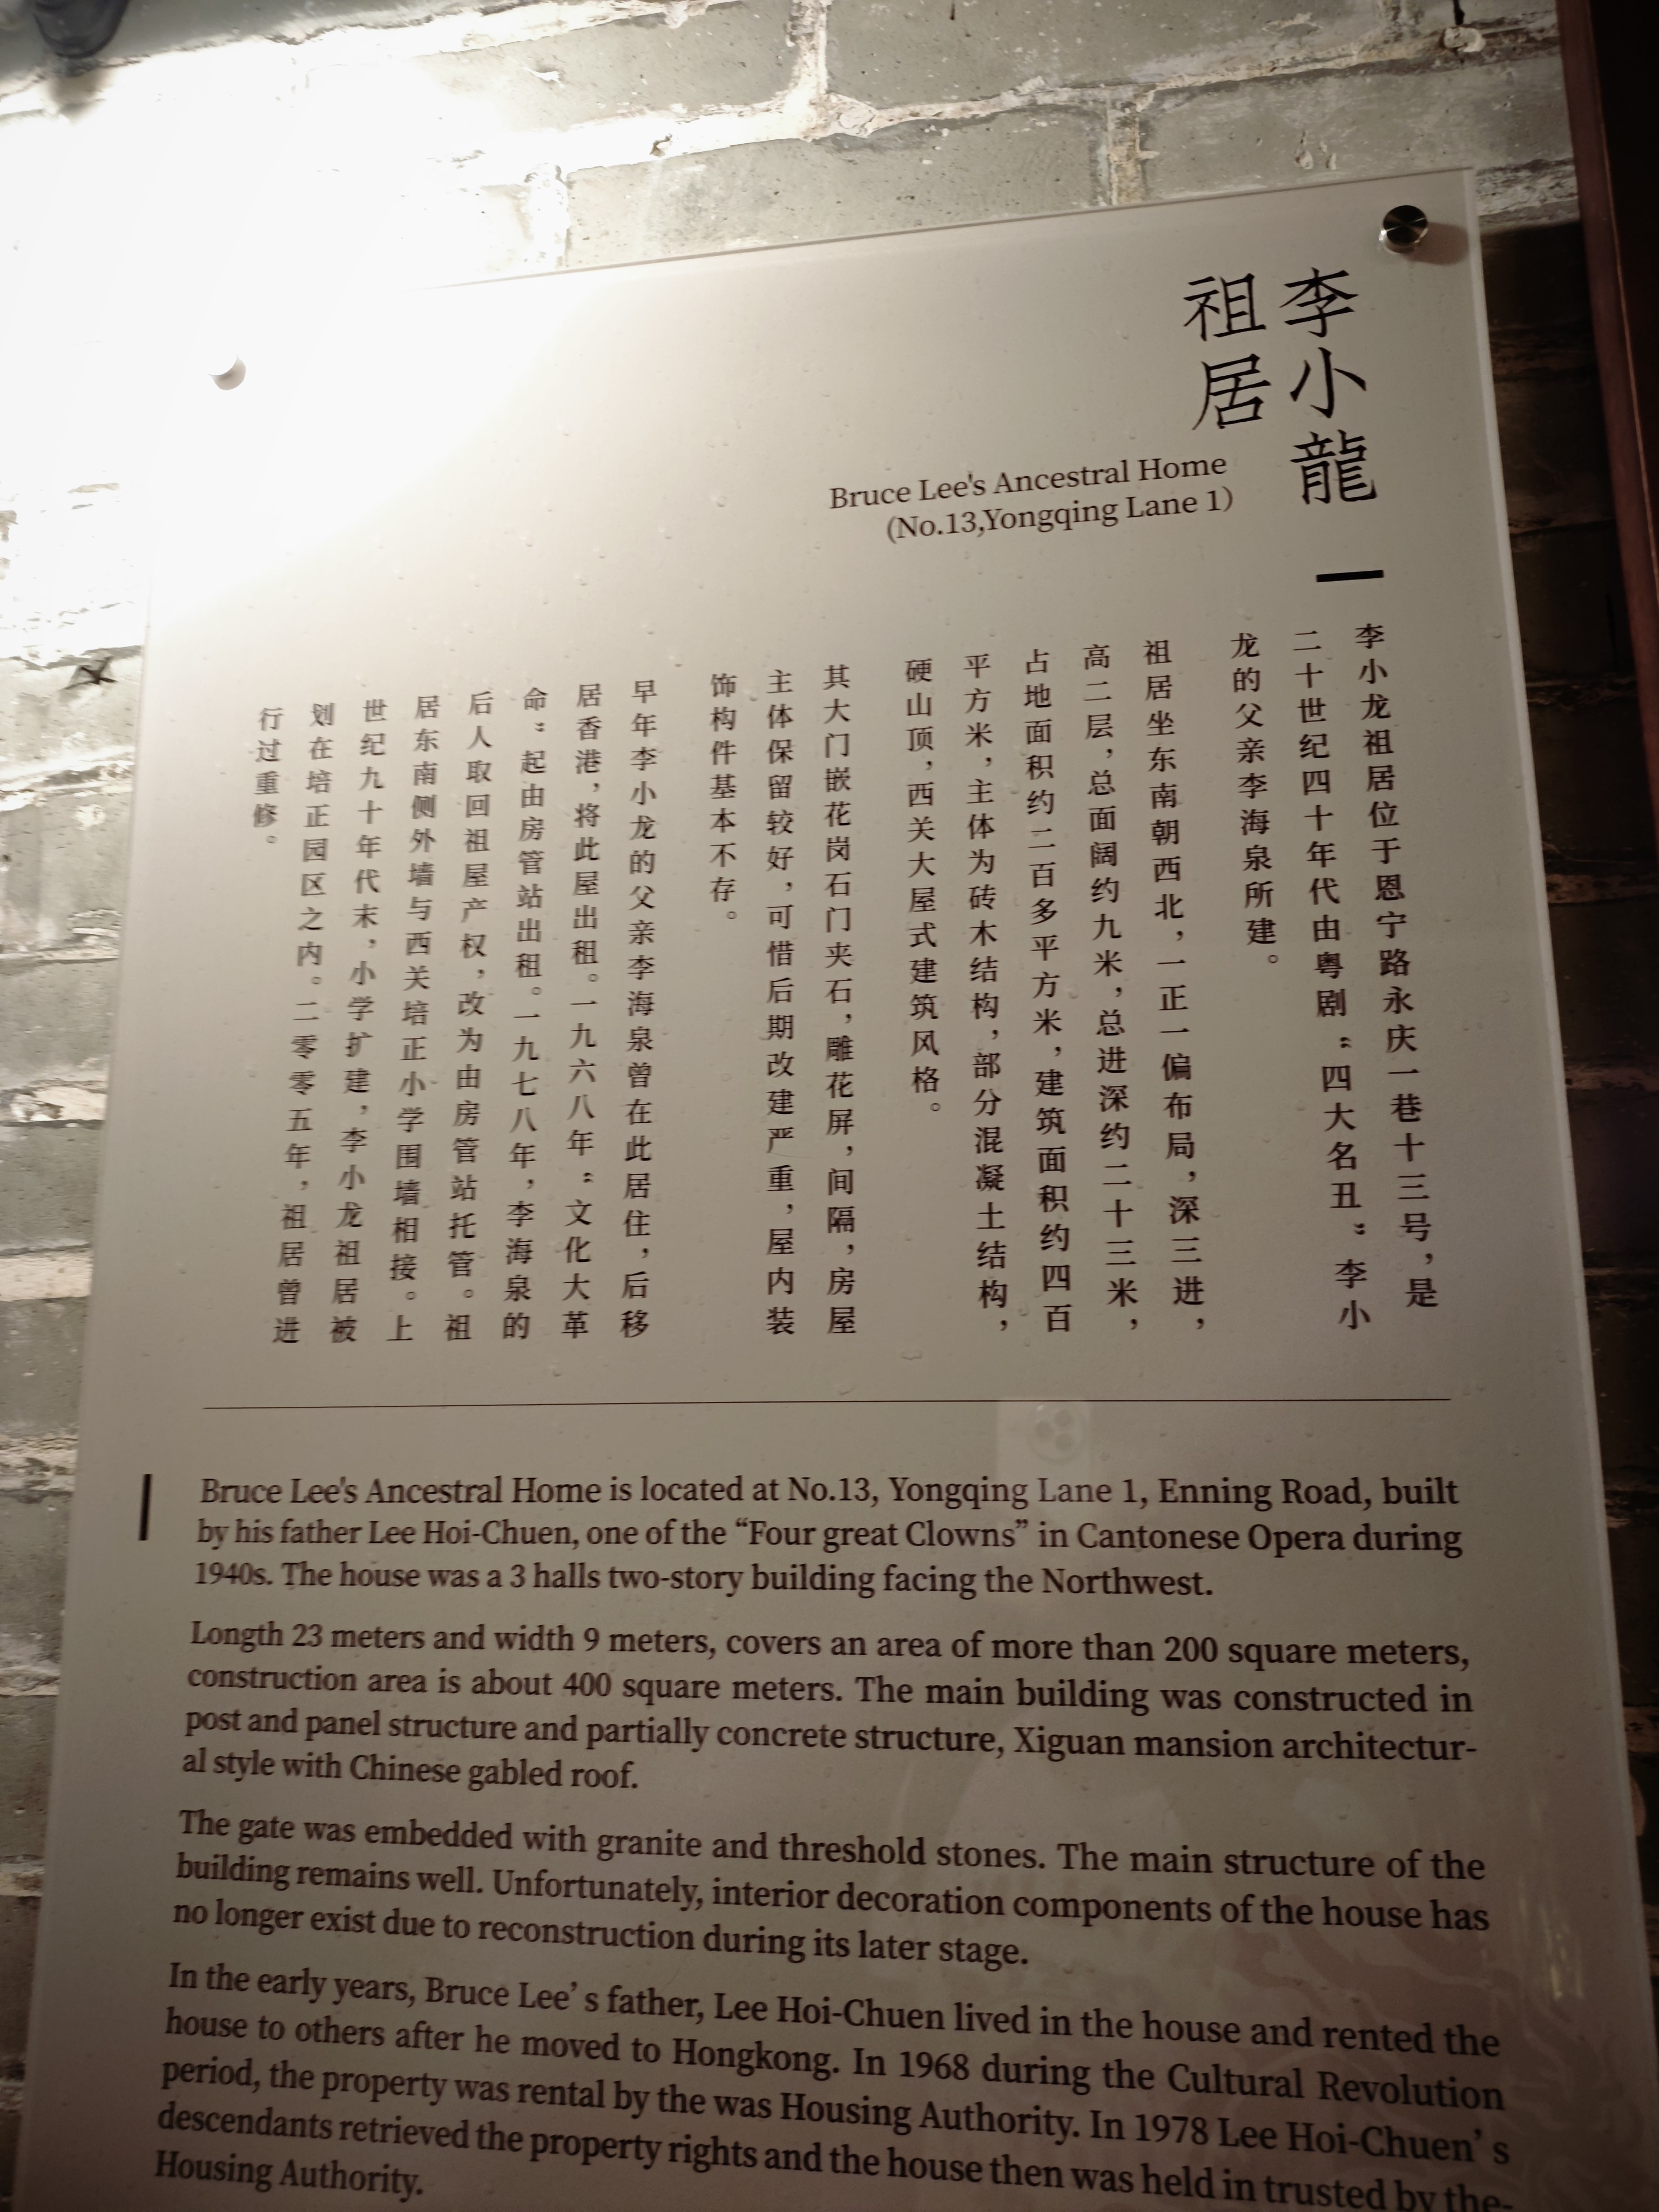 李小龍
祖居
Bruce Lee's Ancestral Home
(No.13,Yongqing Lane 1)
李小龙祖居位于恩宁路永庆一巷十三号，是
二十世纪四十年代由粤剧“四大名丑”李小
龙的父亲李海泉所建。
祖居坐东南朝西北，一正一偏布局，深三进，
高二层，总面阔约九米，总进深约二十三米，
占地面积约二百多平方米，建筑面积约四百
平方米，主体为砖木结构，部分混凝土结构，
硬山顶，西关大屋式建筑风格。
其大门嵌花岗石门夹石，雕花屏，间隔，房屋
主体保留较好，可惜后期改建严重，屋内装
饰构件基本不存。
早年李小龙的父亲李海泉曾在此居住，后移
居香港，将此屋出租。一九六八年“文化大革
命”起由房管站出租。一九七八年，李海泉的
后人取回祖屋产权，改为由房管站托管。祖
居东南侧外墙与西关培正小学围墙相接。上
世纪九十年代末，小学扩建，李小龙祖居被
划在培正园区之内。二零零五年，祖居曾进
行过重修。
Bruce Lee's Ancestral Home is located at No.13, Yongqing Lane 1, Enning Road, built
by his father Lee Hoi-Chuen, one of the “Four great Clowns” in Cantonese Opera during
1940s. The house was a 3 halls two-story building facing the Northwest.
Longth 23 meters and width 9 meters, covers an area of more than 200 square meters,
construction area is about 400 square meters. The main building was constructed in
post and panel structure and partially concrete structure, Xiguan mansion architectur-
al style with Chinese gabled roof.
The gate was embedded with granite and threshold stones. The main structure of the
building remains well. Unfortunately, interior decoration components of the house has
no longer exist due to reconstruction during its later stage.
In the early years, Bruce Lee’s father, Lee Hoi-Chuen lived in the house and rented the
house to others after he moved to Hongkong. In 1968 during the Cultural Revolution
period, the property was rental by the was Housing Authority. In 1978 Lee Hoi-Chuen’s
descendants retrieved the property rights and the house then was held in trusted by the-
Housing Authority.